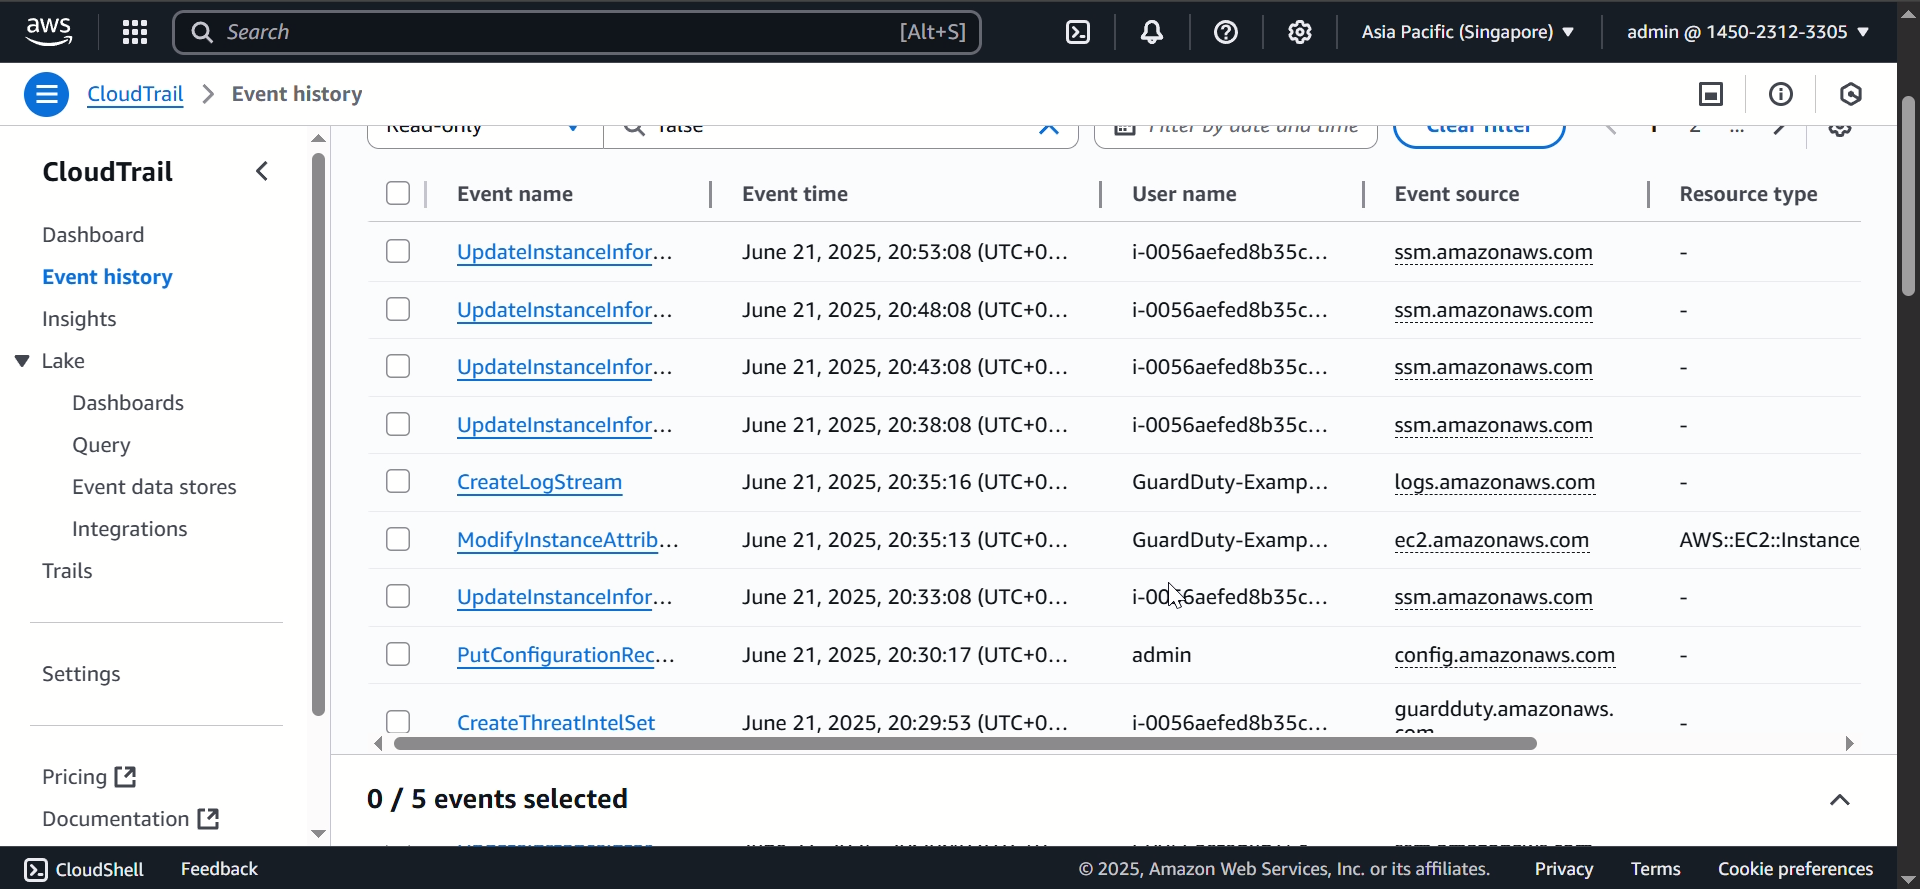 aws Search [Alt+S] Asia Pacific (Singapore) admin @ 1450-2312-3305
CloudTrail Event history
Read-only false Filter by date and time Clear filter 1 2 ...
CloudTrail
Dashboard
Event history
Insights
Lake
Dashboards
Query
Event data stores
Integrations
Trails
Settings
Pricing
Documentation
Event name Event time User name Event source Resource type
UpdateInstanceInfor... June 21, 2025, 20:53:08 (UTC+0... i-0056aefed8b35c... ssm.amazonaws.com -
UpdateInstanceInfor... June 21, 2025, 20:48:08 (UTC+0... i-0056aefed8b35c... ssm.amazonaws.com -
UpdateInstanceInfor... June 21, 2025, 20:43:08 (UTC+0... i-0056aefed8b35c... ssm.amazonaws.com -
UpdateInstanceInfor... June 21, 2025, 20:38:08 (UTC+0... i-0056aefed8b35c... ssm.amazonaws.com -
CreateLogStream June 21, 2025, 20:35:16 (UTC+0... GuardDuty-Examp... logs.amazonaws.com -
ModifyInstanceAttrib... June 21, 2025, 20:35:13 (UTC+0... GuardDuty-Examp... ec2.amazonaws.com AWS::EC2::Instance
UpdateInstanceInfor... June 21, 2025, 20:33:08 (UTC+0... i-0056aefed8b35c... ssm.amazonaws.com -
PutConfigurationRec... June 21, 2025, 20:30:17 (UTC+0... admin config.amazonaws.com -
CreateThreatIntelSet June 21, 2025, 20:29:53 (UTC+0... i-0056aefed8b35c... guardduty.amazonaws. -
com
0 / 5 events selected
CloudShell Feedback © 2025, Amazon Web Services, Inc. or its affiliates. Privacy Terms Cookie preferences